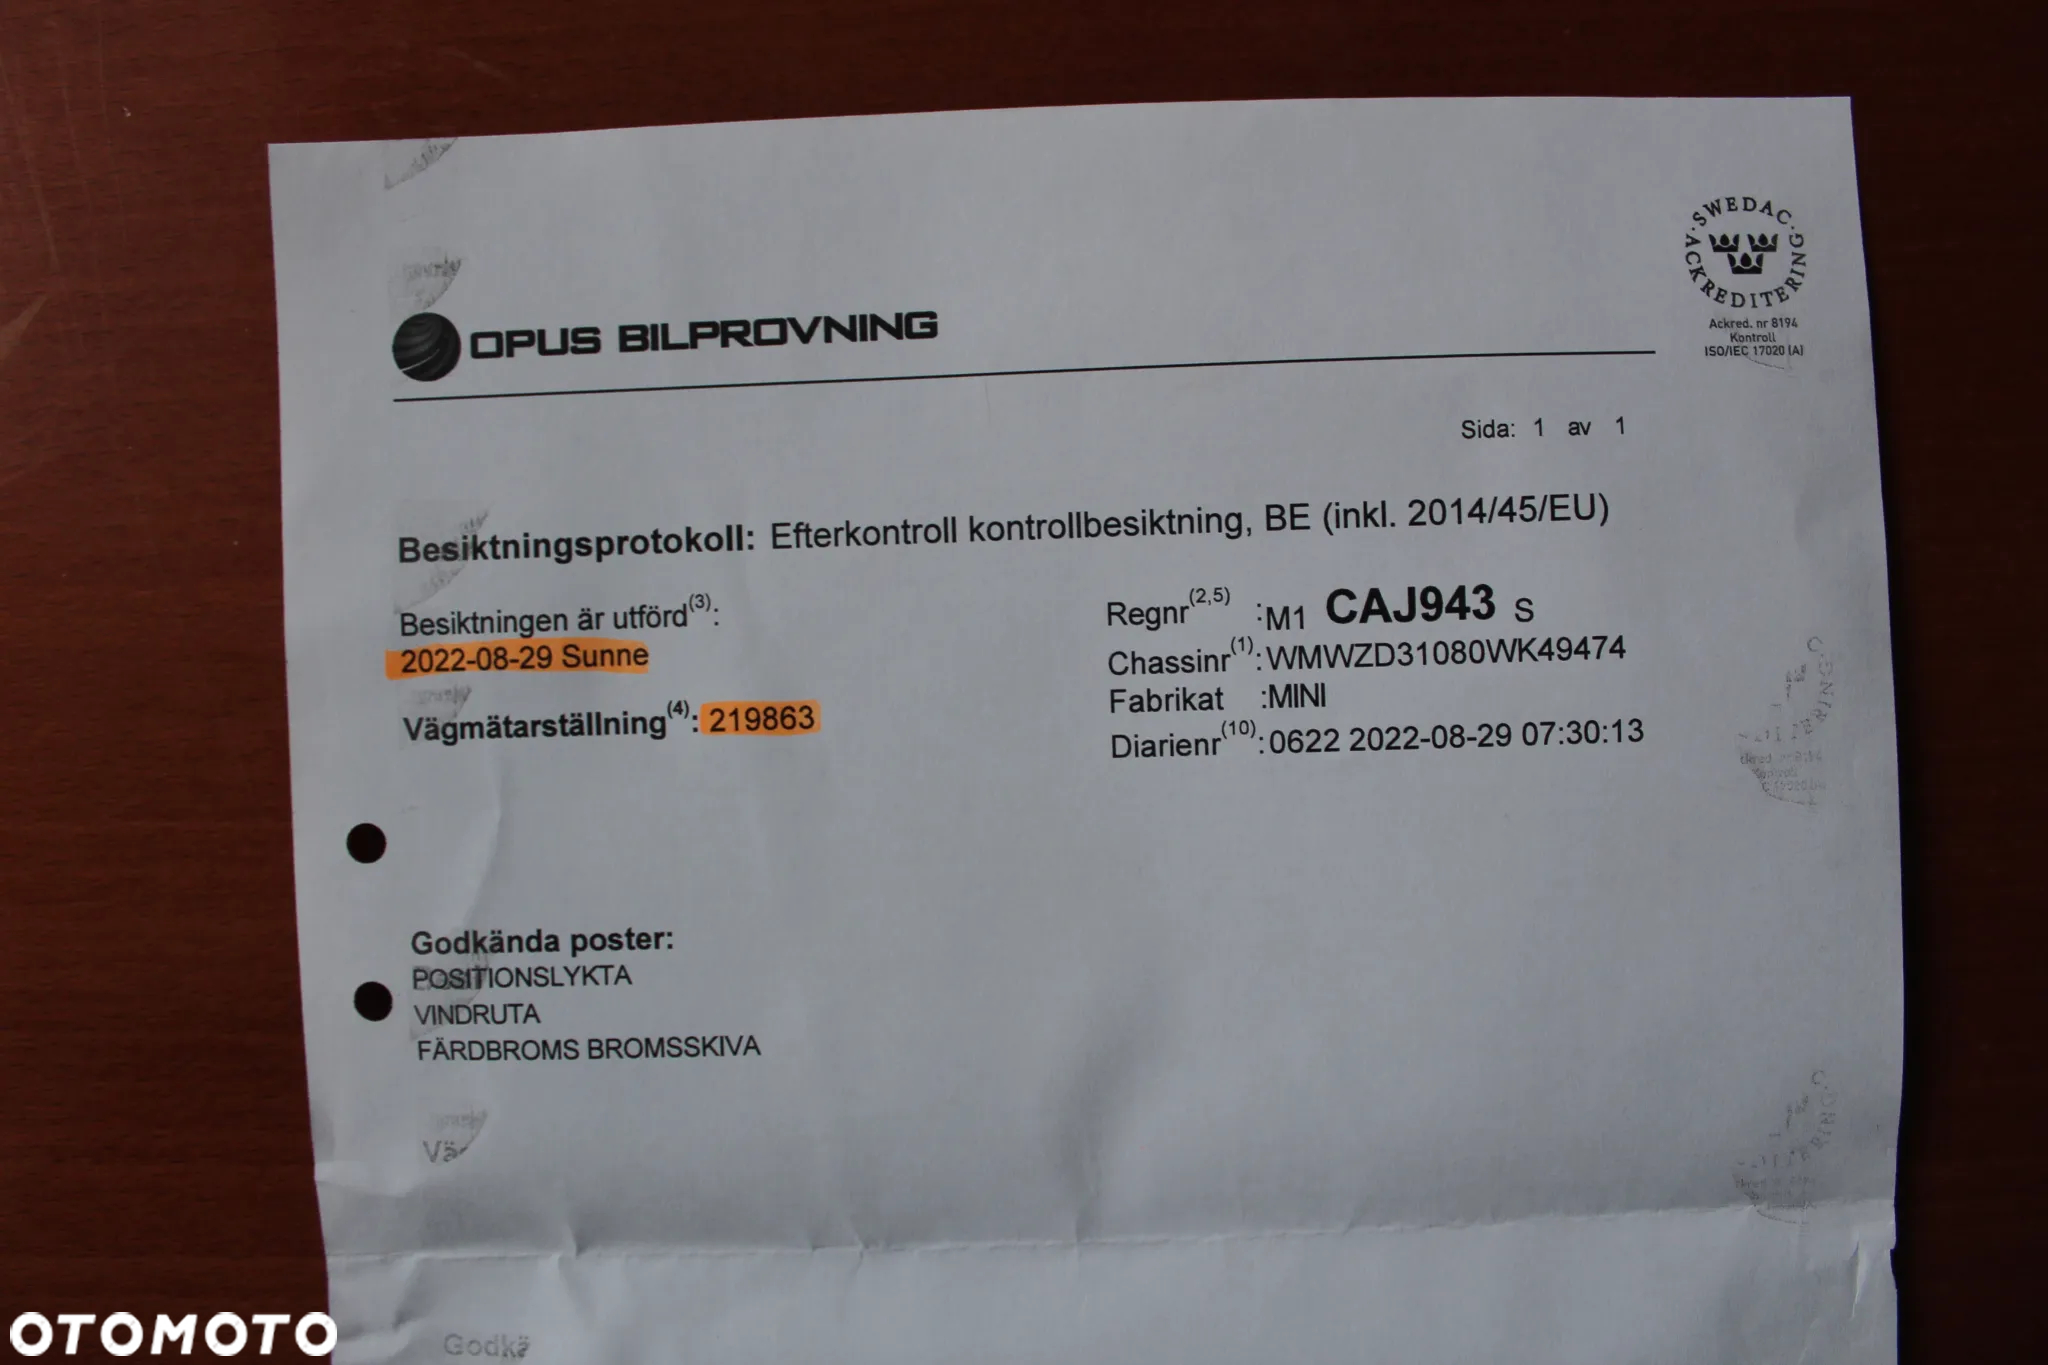 SWEDAC ACKREDITERING
Ackred. nr 8194
Kontroll
ISO/IEC 17020 (A)
OPUS BILPROVNING
Sida: 1 av 1
Besiktningsprotokoll: Efterkontroll kontrollbesiktning, BE (inkl. 2014/45/EU)
Besiktningen är utförd(3):
2022-08-29 Sunne
Vägmätarställning(4): 219863
Regnr(2,5) :M1 CAJ943 S
Chassinr(1):WMWZD31080WK49474
Fabrikat :MINI
Diarienr(10):0622 2022-08-29 07:30:13
Godkända poster:
POSITIONSLYKTA
VINDRUTA
FÄRDBROMS BROMSSKIVA
Vä
Godkä
OTOMOTO